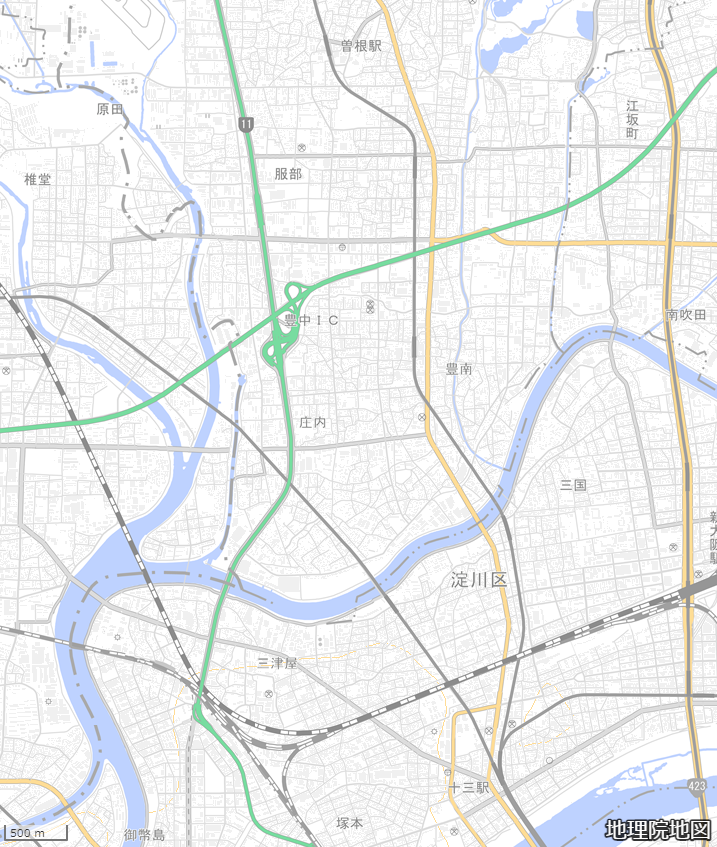 曽根駅
原田
江坂町
11
服部
椎堂
南吹田
豊中ＩＣ
豊南
庄内
三国
新大阪駅
淀川区
三津屋
423
十三駅
塚本
御幣島
500 m
地理院地図